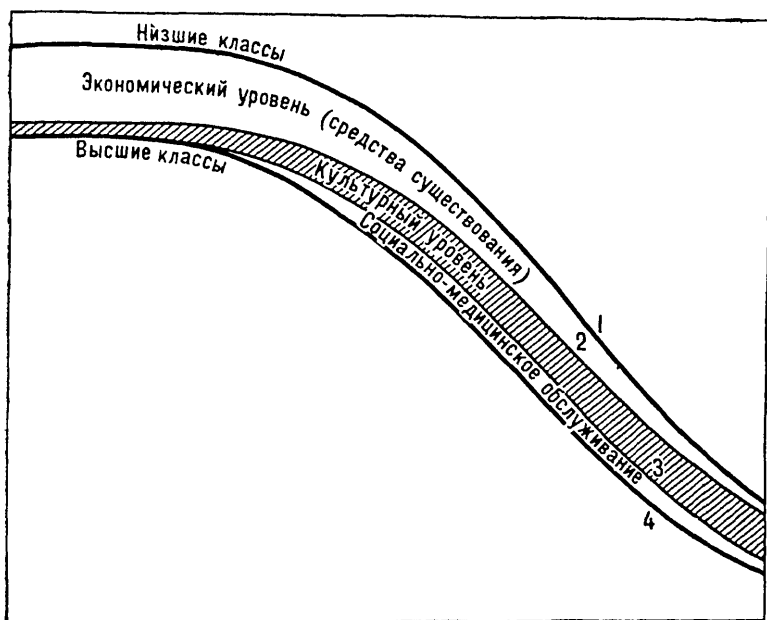 Низшие классы
Экономический уровень (средства существования)
Высшие классы
Культурный уровень
Социально-медицинское обслуживание
1
2
3
4